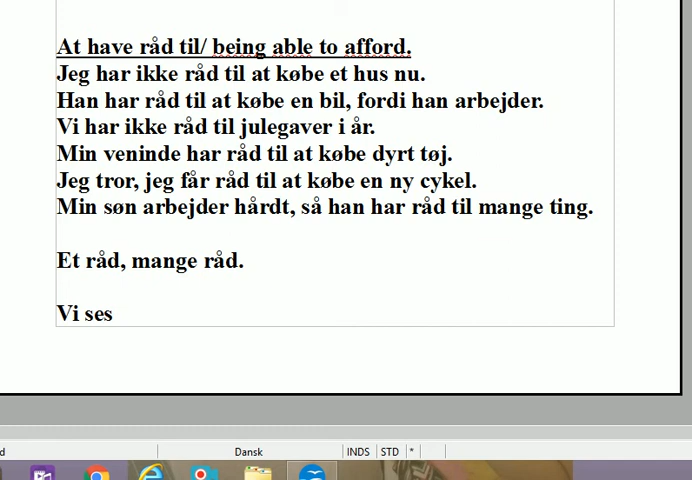 At have råd til/ being able to afford.
Jeg har ikke råd til at købe et hus nu.
Han har råd til at købe en bil, fordi han arbejder.
Vi har ikke råd til julegaver i år.
Min veninde har råd til at købe dyrt tøj.
Jeg tror, jeg får råd til at købe en ny cykel.
Min søn arbejder hårdt, så han har råd til mange ting.
Et råd, mange råd.
Vi ses
d Dansk INDS STD *